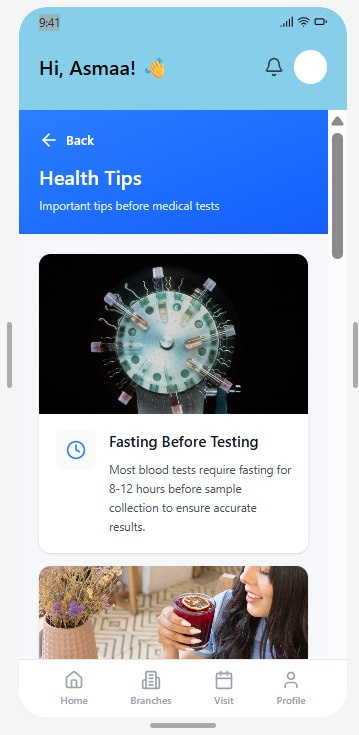 9:41
Hi, Asmaa! 👋
Back
Health Tips
Important tips before medical tests
Fasting Before Testing
Most blood tests require fasting for
8-12 hours before sample
collection to ensure accurate
results.
Home Branches Visit Profile